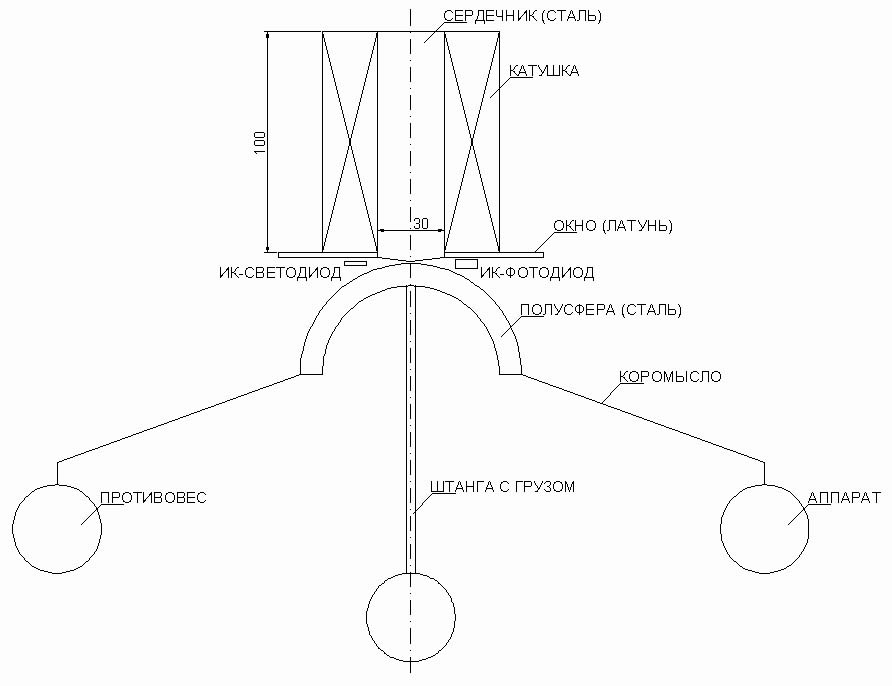 СЕРДЕЧНИК (СТАЛЬ)
КАТУШКА
100
30
ОКНО (ЛАТУНЬ)
ИК-СВЕТОДИОД
ИК-ФОТОДИОД
ПОЛУСФЕРА (СТАЛЬ)
КОРОМЫСЛО
ПРОТИВОВЕС
ШТАНГА С ГРУЗОМ
АППАРАТ